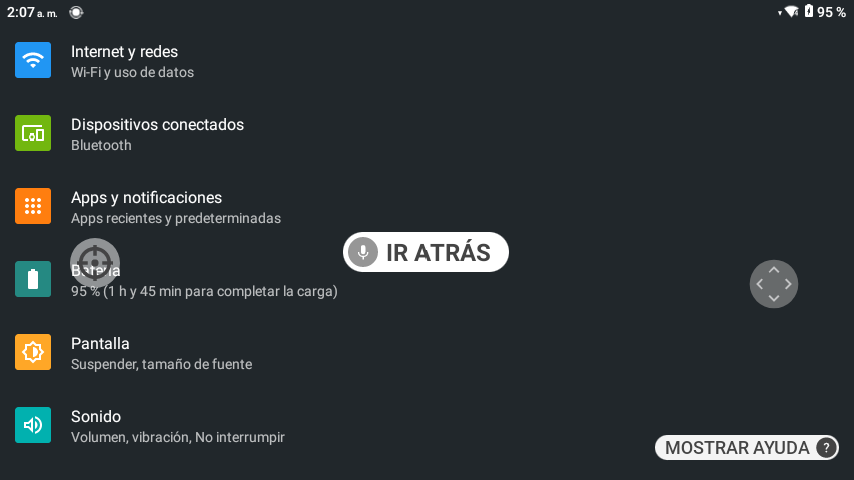 2:07 a. m.
95 %
Internet y redes
Wi-Fi y uso de datos
Dispositivos conectados
Bluetooth
Apps y notificaciones
Apps recientes y predeterminadas
IR ATRÁS
Batería
95 % (1 h y 45 min para completar la carga)
Pantalla
Suspender, tamaño de fuente
Sonido
Volumen, vibración, No interrumpir
MOSTRAR AYUDA ?